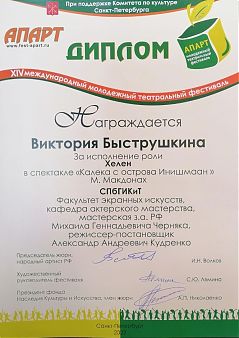 При поддержке Комитета по культуре
Санкт-Петербурга
АПАРТ
www.fest-apart.ru
ДИПЛОМ
АПАРТ
XIV международный молодежный театральный фестиваль
Награждается
Виктория Быструшкина
За исполнение роли
Хелен
в спектакле «Калека с острова Инишмаан»
М. Макдонах
СПбГИКиТ
Факультет экранных искусств,
кафедра актерского мастерства,
мастерская з.а. РФ
Михаила Геннадьевича Черняка,
режиссер-постановщик
Александр Андреевич Кудренко
Председатель жюри,
народный артист РФ
И.Н. Волков
Художественный
руководитель фестиваля
С.Ю. Лямина
Президент фонда
Наследия Культуры и Искусства, член жюри
А.П. Николаенко
Санкт-Петербург